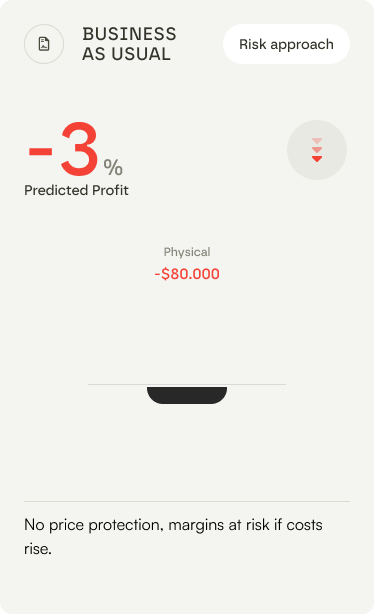 BUSINESS
AS USUAL
Risk approach
-3%
Predicted Profit
Physical
-$80.000
No price protection, margins at risk if costs
rise.